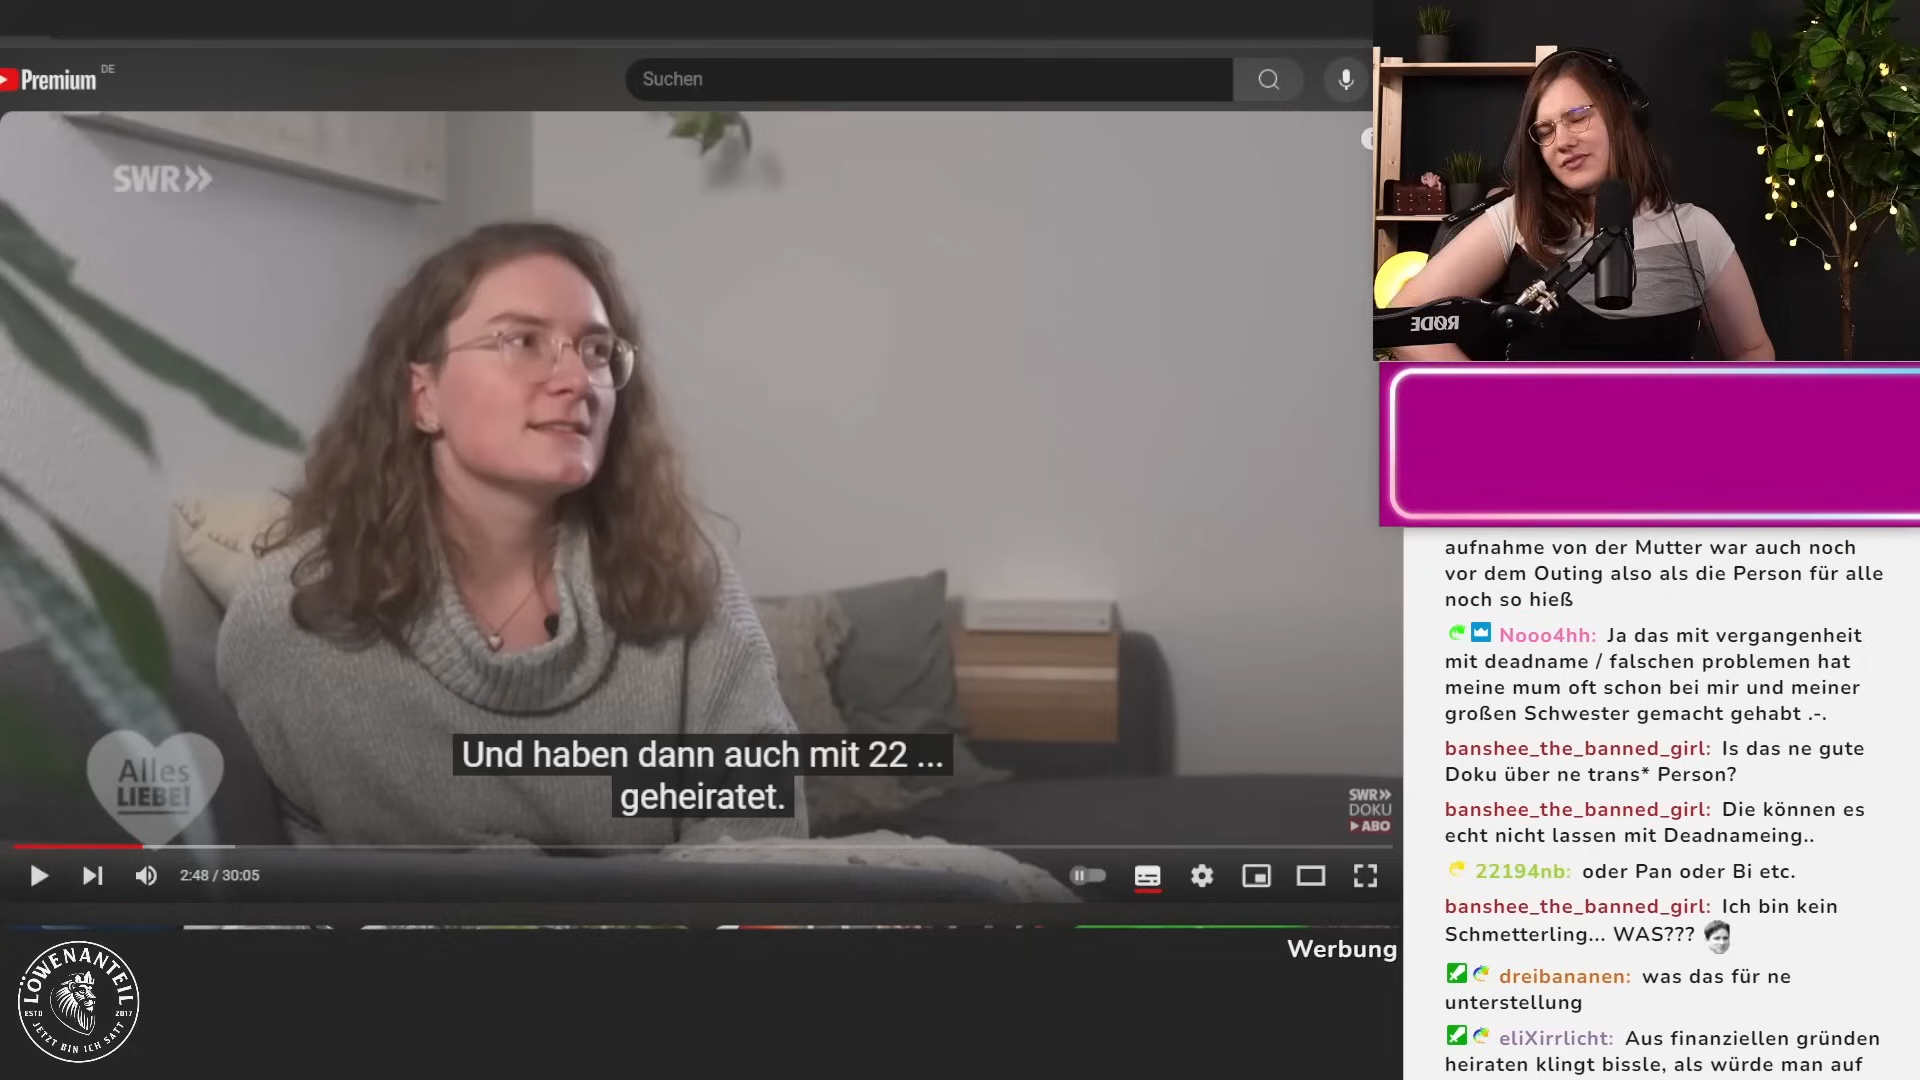 Premium DE
Suchen
SWR»
Und haben dann auch mit 22 ...
geheiratet.
Alles
LIEBE!
SWR»
DOKU
ABO
2:48 / 30:05
Werbung
LÖWENANTEIL
ESTD 2017
JETZT BIN ICH SATT
RØDE
aufnahme von der Mutter war auch noch
vor dem Outing also als die Person für alle
noch so hieß
Nooo4hh: Ja das mit vergangenheit
mit deadname / falschen problemen hat
meine mum oft schon bei mir und meiner
großen Schwester gemacht gehabt .-.
banshee_the_banned_girl: Is das ne gute
Doku über ne trans* Person?
banshee_the_banned_girl: Die können es
echt nicht lassen mit Deadnameing..
22194nb: oder Pan oder Bi etc.
banshee_the_banned_girl: Ich bin kein
Schmetterling... WAS???
dreibananen: was das für ne
unterstellung
eliXirrlicht: Aus finanziellen gründen
heiraten klingt bissle, als würde man auf